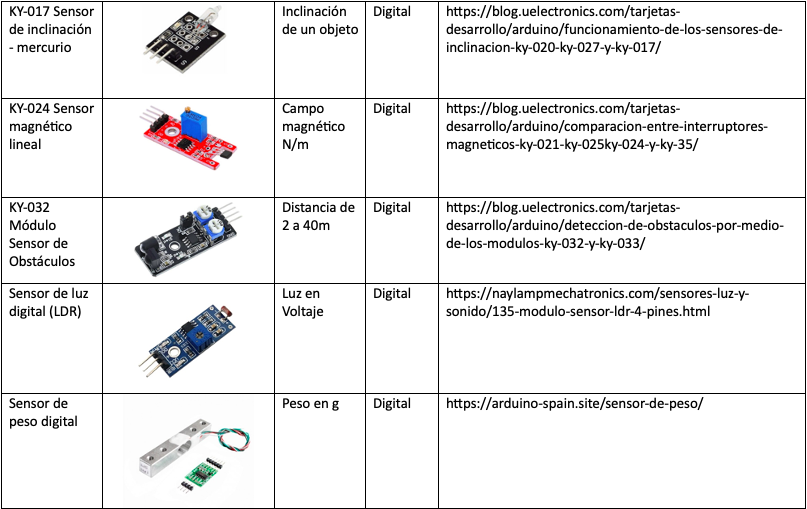 KY-017 Sensor
de inclinación
- mercurio
Inclinación
de un objeto
Digital
https://blog.uelectronics.com/tarjetas-
desarrollo/arduino/funcionamiento-de-los-sensores-de-
inclinacion-ky-020-ky-027-y-ky-017/
KY-024 Sensor
magnético
lineal
Campo
magnético
N/m
Digital
https://blog.uelectronics.com/tarjetas-
desarrollo/arduino/comparacion-entre-interruptores-
magneticos-ky-021-ky-025ky-024-y-ky-35/
KY-032
Módulo
Sensor de
Obstáculos
Distancia de
2 a 40m
Digital
https://blog.uelectronics.com/tarjetas-
desarrollo/arduino/deteccion-de-obstaculos-por-medio-
de-los-modulos-ky-032-y-ky-033/
Sensor de luz
digital (LDR)
Luz en
Voltaje
Digital
https://naylampmechatronics.com/sensores-luz-y-
sonido/135-modulo-sensor-ldr-4-pines.html
Sensor de
peso digital
Peso en g
Digital
https://arduino-spain.site/sensor-de-peso/